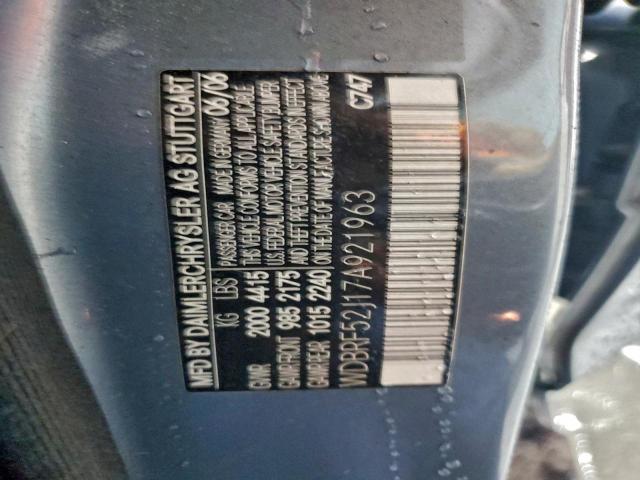 MFD BY DAIMLERCHRYSLER AG STUTTGART
KG LBS PASSENGER CAR MADE IN GERMANY 06/06
GVWR 2000 4415 THIS VEHICLE CONFORMS TO ALL APPLICABLE
GAWR FRONT 985 2175 U.S. FEDERAL MOTOR VEHICLE SAFETY BUMPER
GAWR REAR 1015 2240 AND THEFT PREVENTION STANDARDS IN EFFECT
ON THE DATE OF MANUFACTURE SHOWN ABOVE
WDBRF52J17A921963 C747